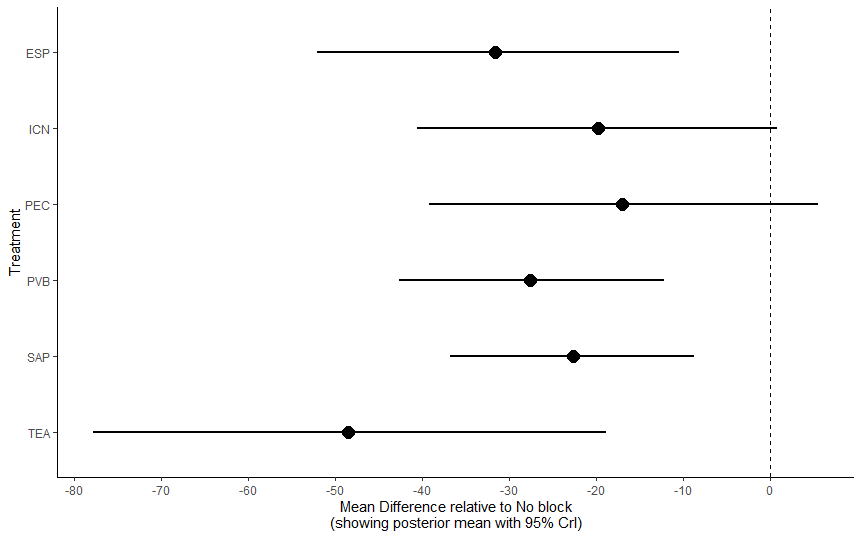 Treatment
ESP
ICN
PEC
PVB
SAP
TEA
-80 -70 -60 -50 -40 -30 -20 -10 0
Mean Difference relative to No block
(showing posterior mean with 95% CrI)